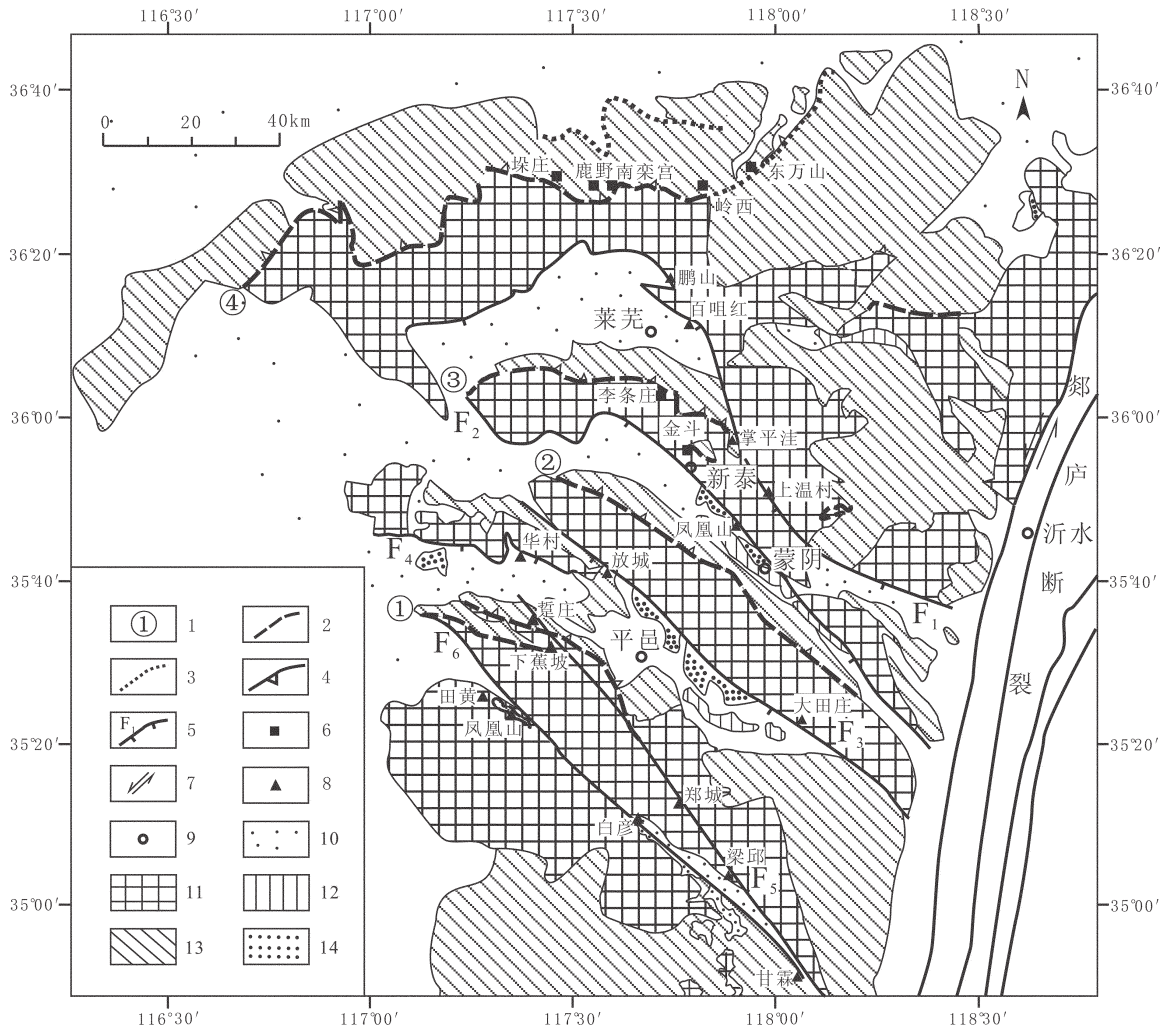 116°30′ 117°00′ 117°30′ 118°00′ 118°30′
36°40′ 36°40′
N
0 20 40km
垛庄 鹿野 南栾宫 东万山
岭西
36°20′ 36°20′
④
鹏山
百咀红
莱芜
③
李条庄
郯
36°00′ 36°00′
F2
金斗 掌平洼
②
新泰
庐
上温村
凤凰山
沂水
华村
F4
放城 蒙阴
35°40′ 35°40′
断
①
F1
1 2
墓庄
平邑
F6
下蕉坡
3 4
裂
田黄
大田庄
F 5 6
凤凰山
F3
35°20′ 35°20′
7 8
郑城
白彦
9 10
梁邱
F5
11 12
35°00′ 35°00′
13 14
甘霖
116°30′ 117°00′ 117°30′ 118°00′ 118°30′